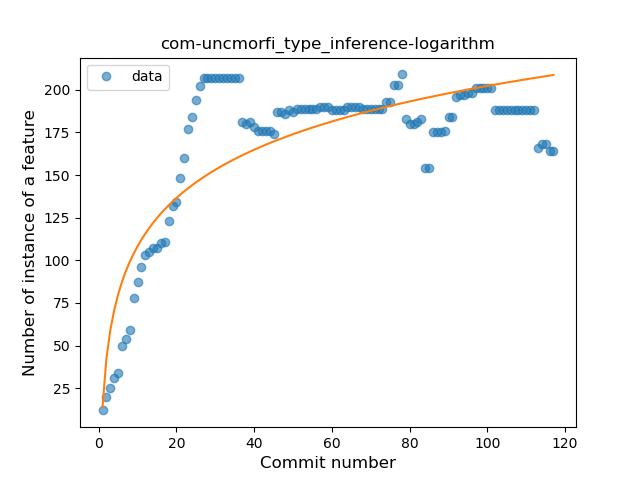 com-uncmorfi_type_inference-logarithm
data
Number of instance of a feature
200
175
150
125
100
75
50
25
0 20 40 60 80 100 120
Commit number